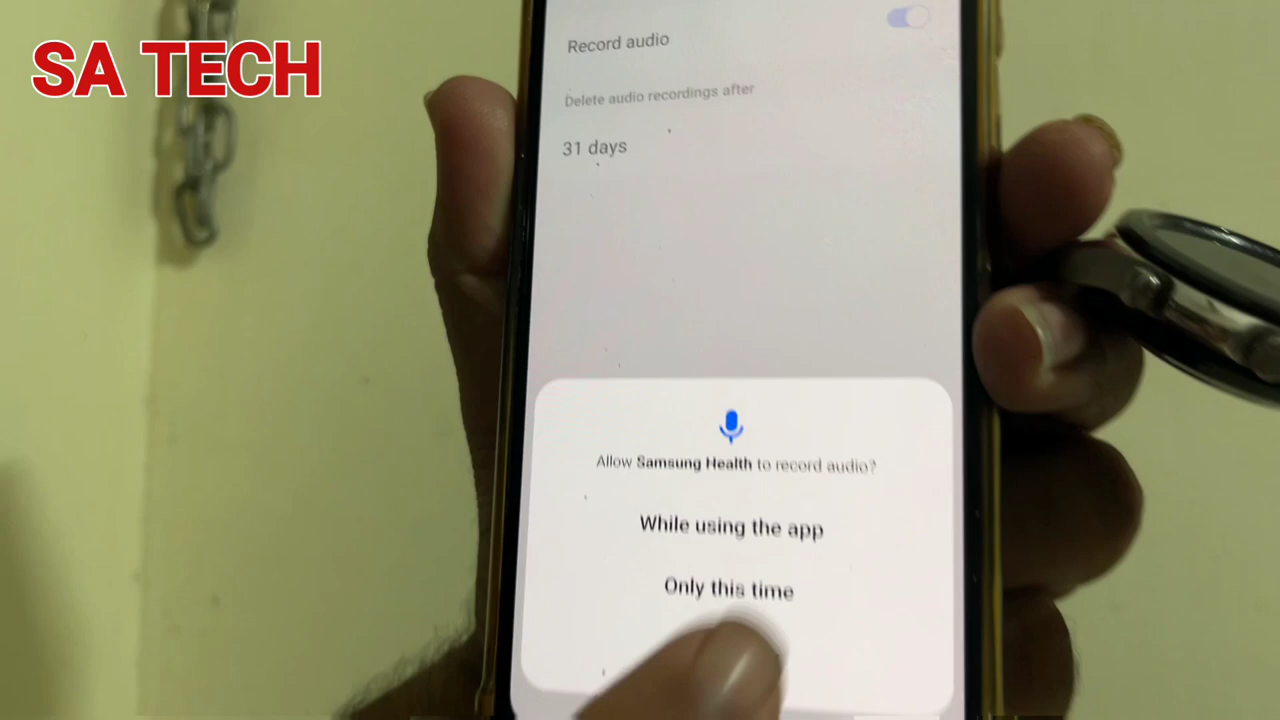 SA TECH
Record audio
Delete audio recordings after
31 days
Allow Samsung Health to record audio?
While using the app
Only this time